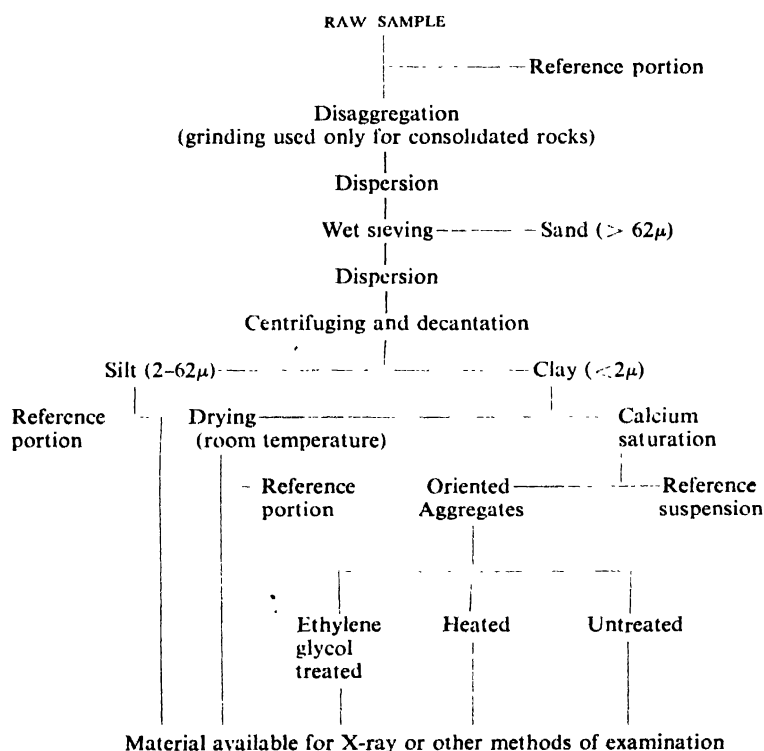 RAW SAMPLE
Reference portion
Disaggregation
(grinding used only for consolidated rocks)
Dispersion
Wet sieving
Sand (> 62μ)
Dispersion
Centrifuging and decantation
Silt (2-62μ)
Clay (<2μ)
Reference
portion
Drying
(room temperature)
Calcium
saturation
Reference
portion
Oriented
Aggregates
Reference
suspension
Ethylene
glycol
treated
Heated
Untreated
Material available for X-ray or other methods of examination